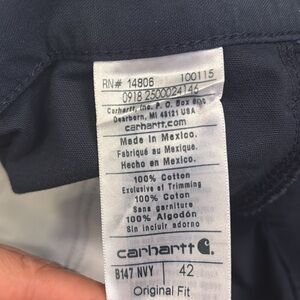 RN# 14806 100115
0918 2500024146
Carhartt, Inc. P. O. Box
Dearborn, MI 48121 USA
carhartt.com
Made in Mexico.
Fabriqué au Mexique.
Hecho en Mexico.
100% Cotton
Exclusive of Trimming
100% Coton
Sans garniture
100% Algodón
Sin incluir adorno
carhartt
B147 NVY 42
Original Fit